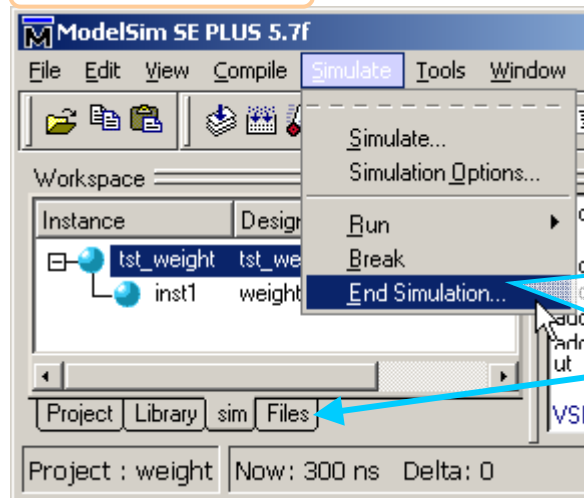 ModelSim SE PLUS 5.7f
File Edit View Compile Simulate Tools Window
Simulate...
Simulation Options...
Run
Break
End Simulation...
Workspace
Instance Design
tst_weight tst_we
inst1 weight
Project Library sim Files
ut
VSI
Project : weight Now: 300 ns Delta: 0